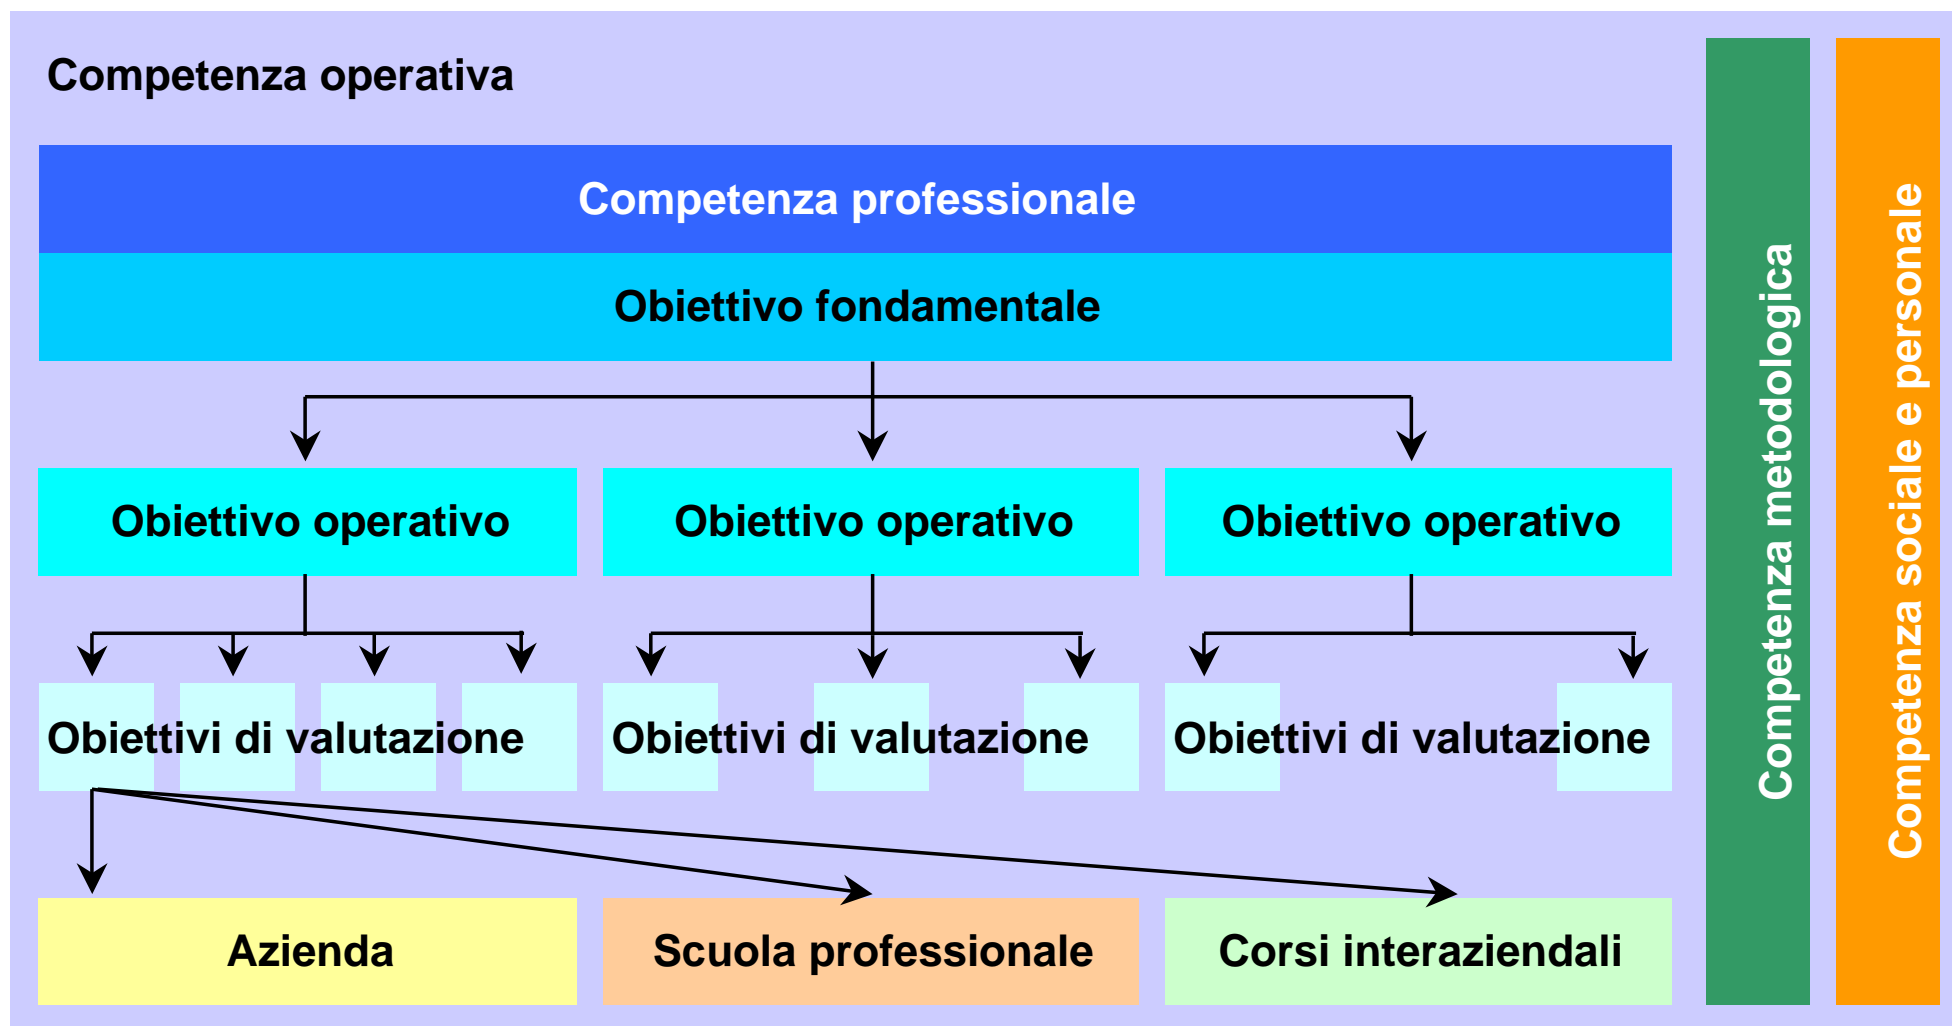 Competenza operativa
Competenza professionale
Obiettivo fondamentale
Obiettivo operativo
Obiettivo operativo
Obiettivo operativo
Obiettivi di valutazione
Obiettivi di valutazione
Obiettivi di valutazione
Azienda
Scuola professionale
Corsi interaziendali
Competenza metodologica
Competenza sociale e personale